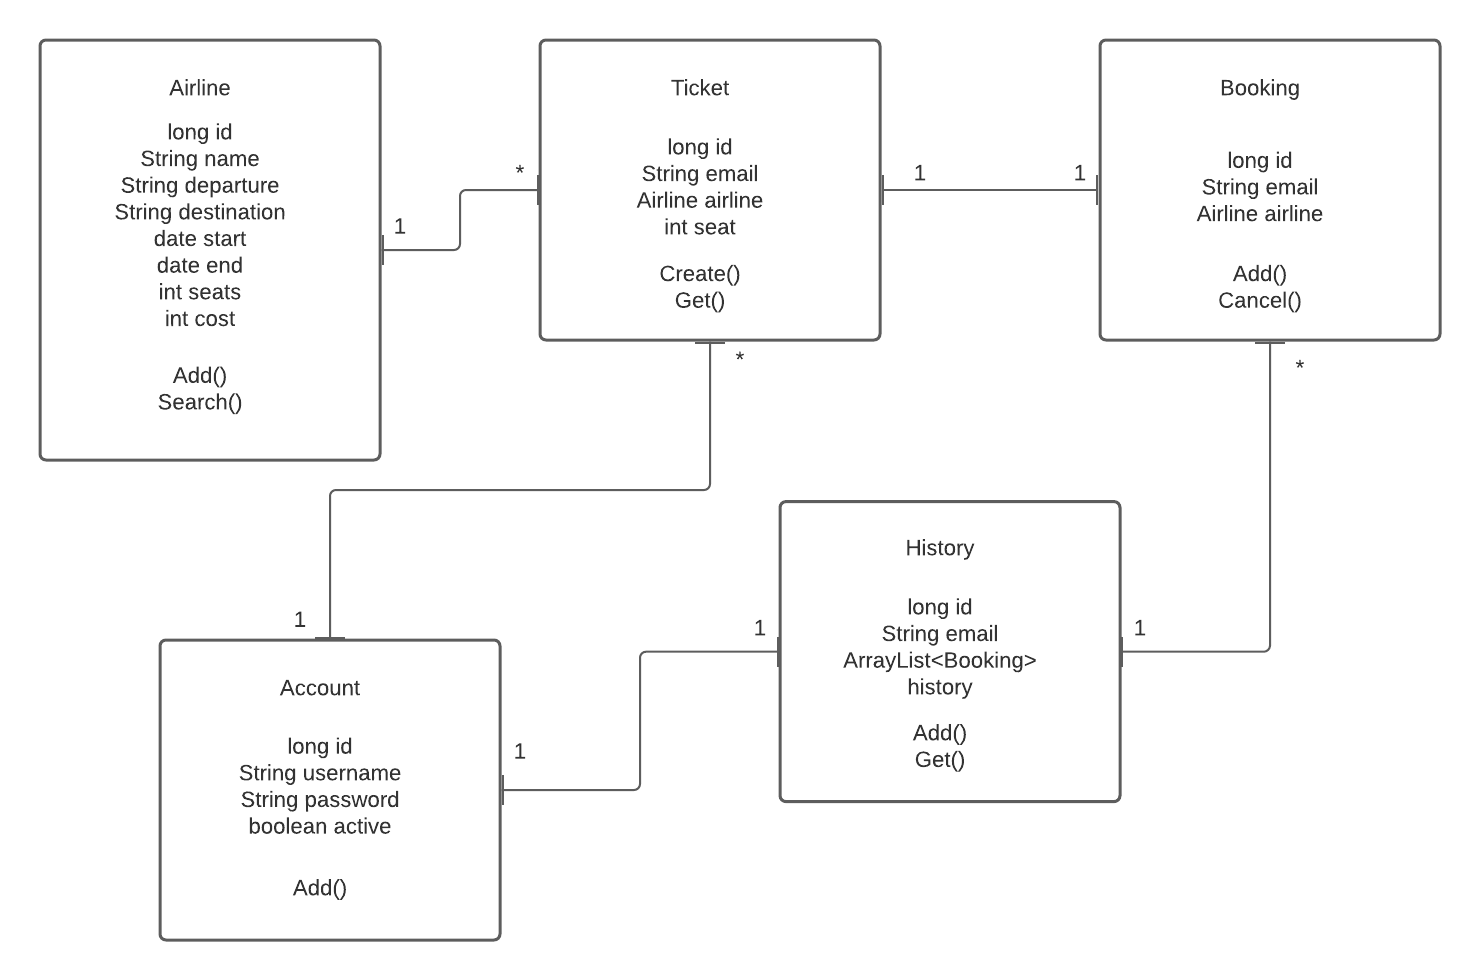 Airline
long id
String name
String departure
String destination
date start
date end
int seats
int cost
Add()
Search()
1
*
Ticket
long id
String email
Airline airline
int seat
Create()
Get()
1
1
Booking
long id
String email
Airline airline
Add()
Cancel()
*
*
1
Account
long id
String username
String password
boolean active
Add()
1
1
History
long id
String email
ArrayList<Booking>
history
Add()
Get()
1